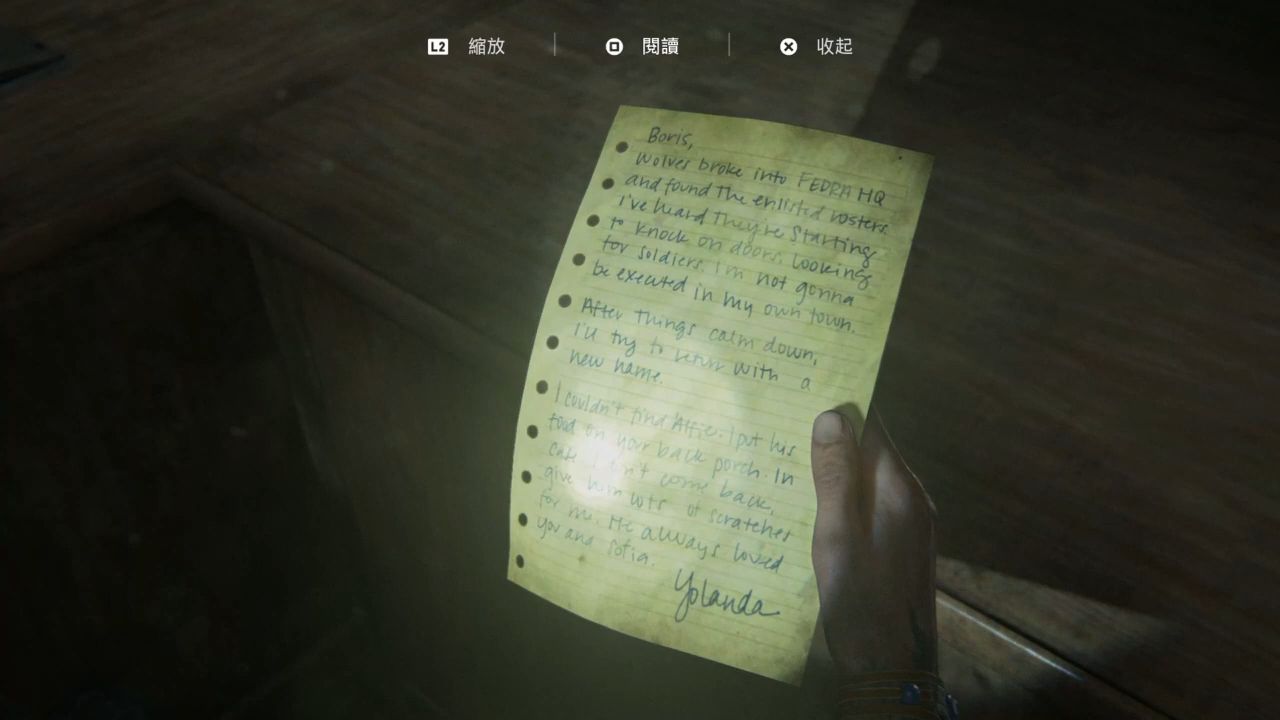 L2 縮放
閱讀
收起
Boris,
Wolves broke into FEDRA HQ
and found the enlisted rosters.
I've heard they're starting
to knock on doors, looking
for soldiers. I'm not gonna
be executed in my own town.
After things calm down,
I'll try to return with a
new name.
I couldn't find Alfie. I put his
food on your back porch. In
case I don't come back,
give him lots of scratches
for me. He always loved
you and Sofia.
Yolanda